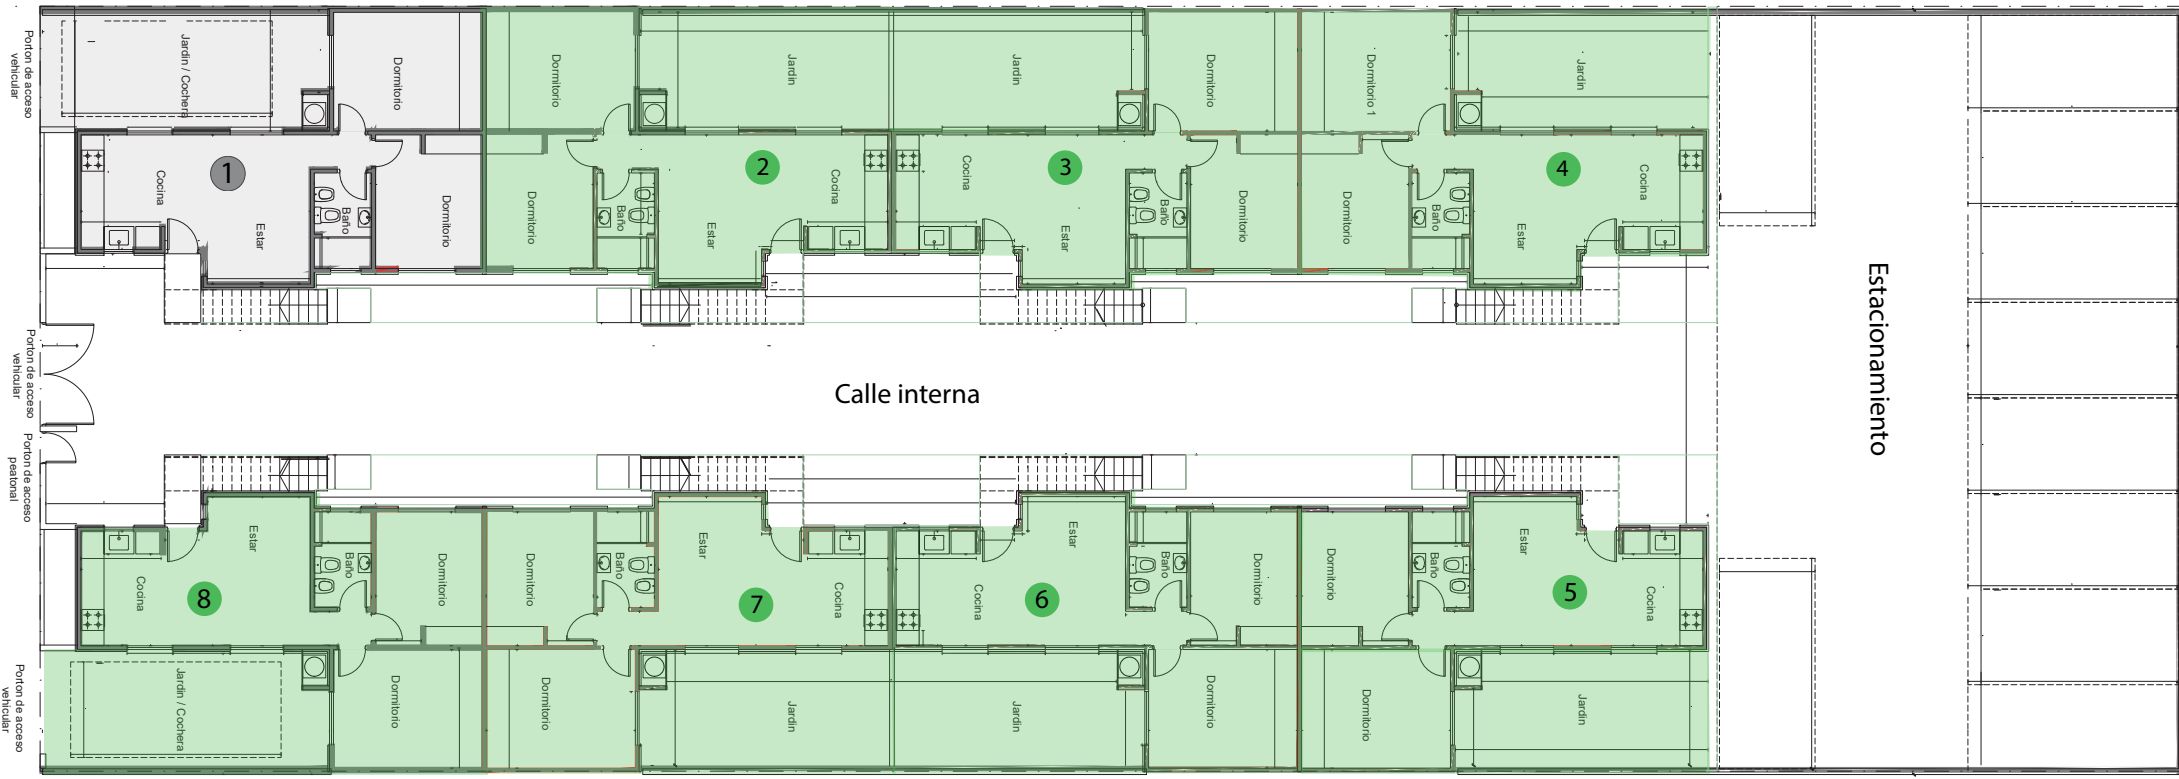 Porton de acceso
vehicular
Jardin / Cochera
Dormitorio
Dormitorio
Jardin
Jardin
Dormitorio
Dormitorio 1
Jardin
1
2
3
4
Cocina
Estar
Baño
Dormitorio
Dormitorio
Baño
Estar
Cocina
Cocina
Estar
Baño
Dormitorio
Dormitorio
Baño
Estar
Cocina
Porton de acceso
vehicular
Calle interna
Estacionamiento
Porton de acceso
peatonal
Cocina
8
Estar
Baño
Dormitorio
Dormitorio
Baño
Estar
7
Cocina
Cocina
6
Estar
Baño
Dormitorio
Dormitorio
Baño
Estar
5
Cocina
Porton de acceso
vehicular
Jardin / Cochera
Dormitorio
Dormitorio
Jardin
Jardin
Dormitorio
Dormitorio
Jardin